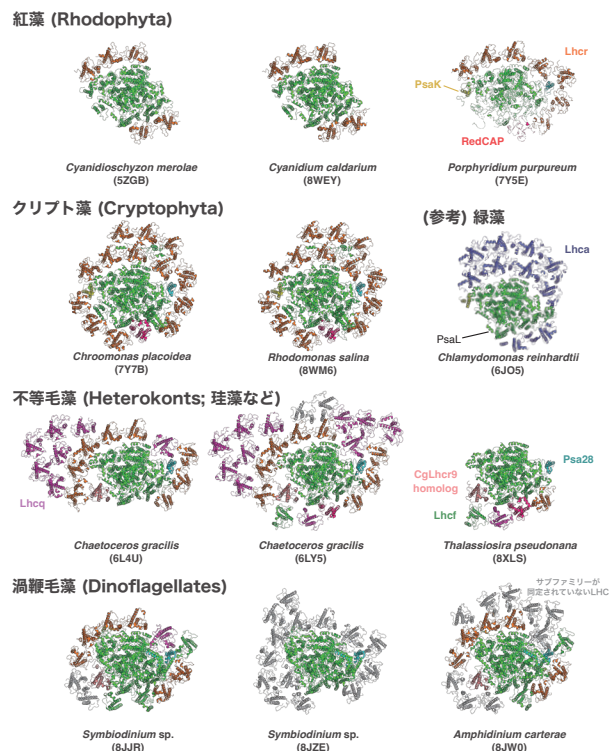 紅藻 (Rhodophyta)
Lhcr
PsaK
RedCAP
Cyanidioschyzon merolae
(5ZGB)
Cyanidium caldarium
(8WEY)
Porphyridium purpureum
(7Y5E)
クリプト藻 (Cryptophyta)
(参考) 緑藻
Lhca
PsaL
Chroomonas placoidea
(7Y7B)
Rhodomonas salina
(8WM6)
Chlamydomonas reinhardtii
(6JO5)
不等毛藻 (Heterokonts; 珪藻など)
Psa28
CgLhcr9
homolog
Lhcq
Lhcf
Chaetoceros gracilis
(6L4U)
Chaetoceros gracilis
(6LY5)
Thalassiosira pseudonana
(8XLS)
渦鞭毛藻 (Dinoflagellates)
サブファミリーが
同定されていないLHC
Symbiodinium sp.
(8JJR)
Symbiodinium sp.
(8JZE)
Amphidinium carterae
(8JW0)